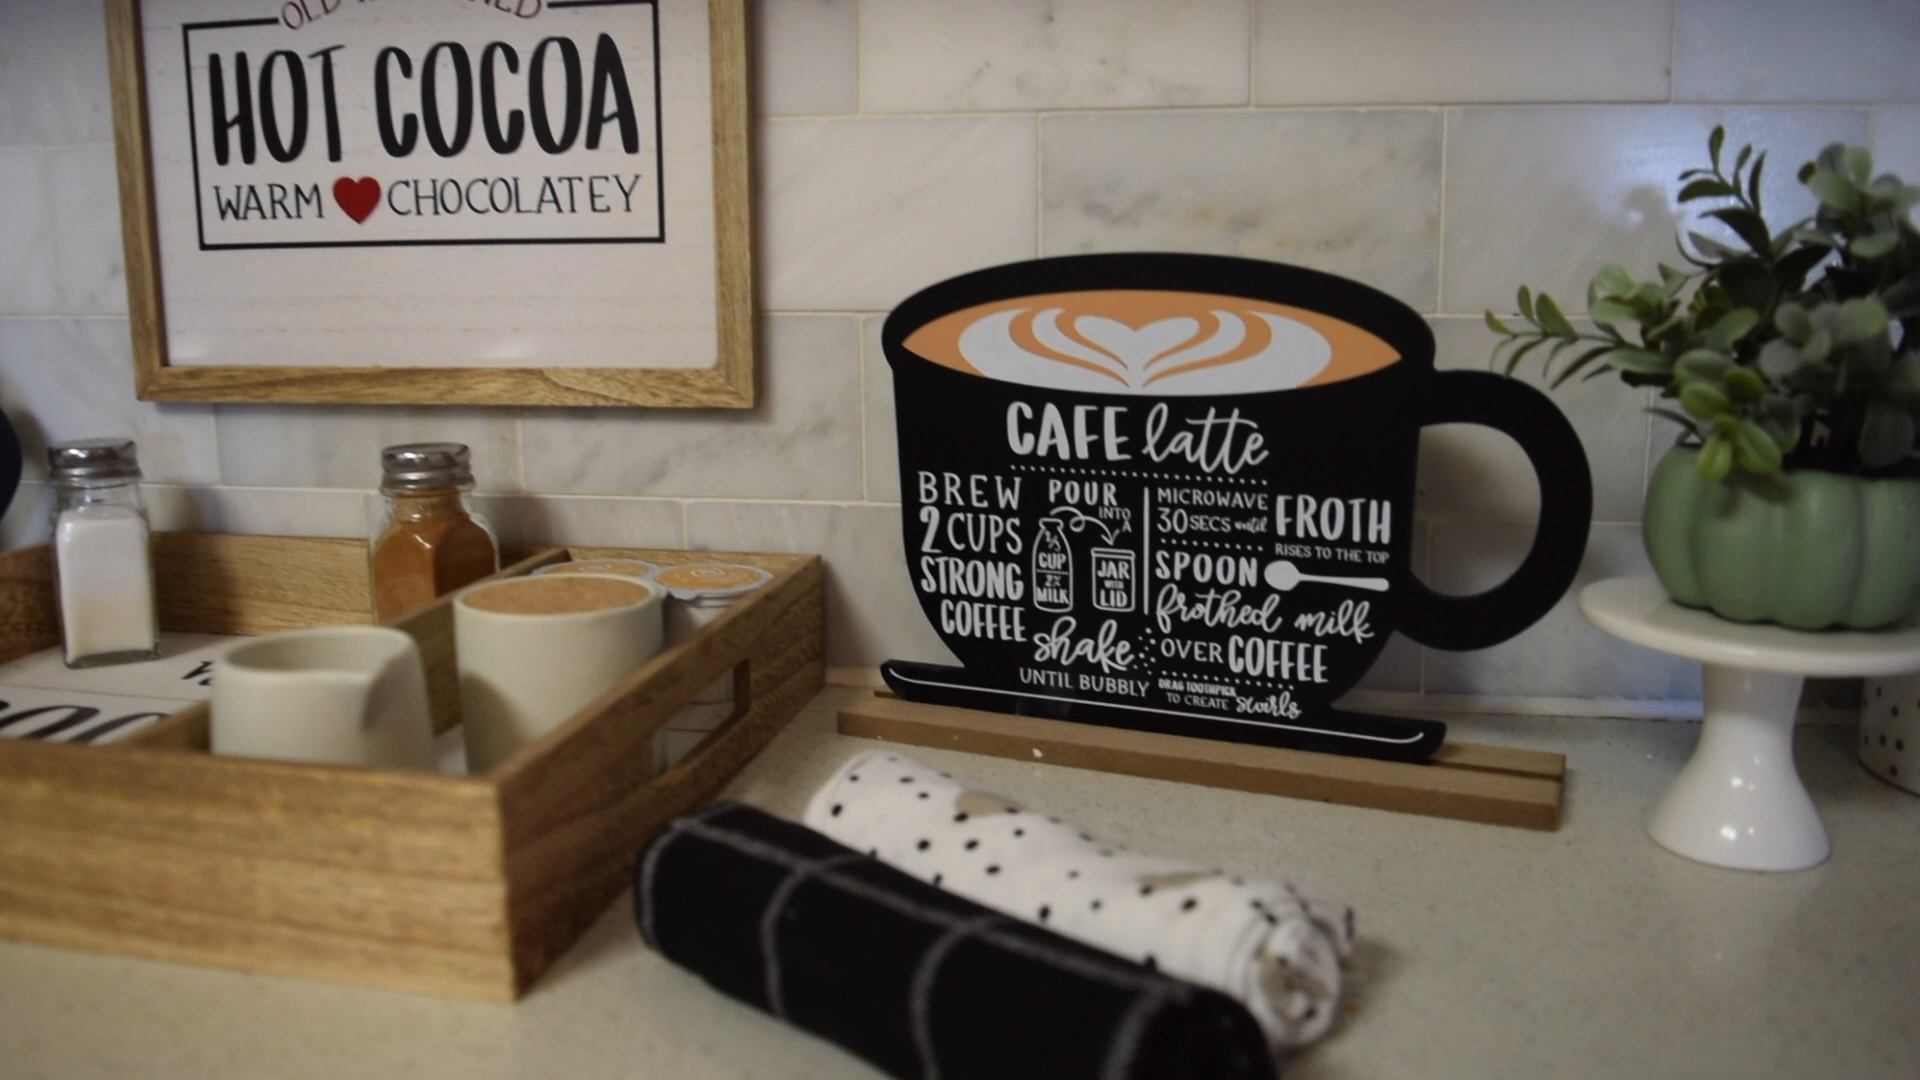 HOT COCOA
WARM CHOCOLATEY
CAFE latte
BREW
2 CUPS
STRONG
COFFEE
POUR
INTO
A
CUP
2%
MILK
JAR
WITH
LID
shake
UNTIL BUBBLY
MICROWAVE
30 SECS until
FROTH
RISES TO THE TOP
SPOON
frothed milk
OVER COFFEE
DRAG TOOTHPICK
TO CREATE swirls